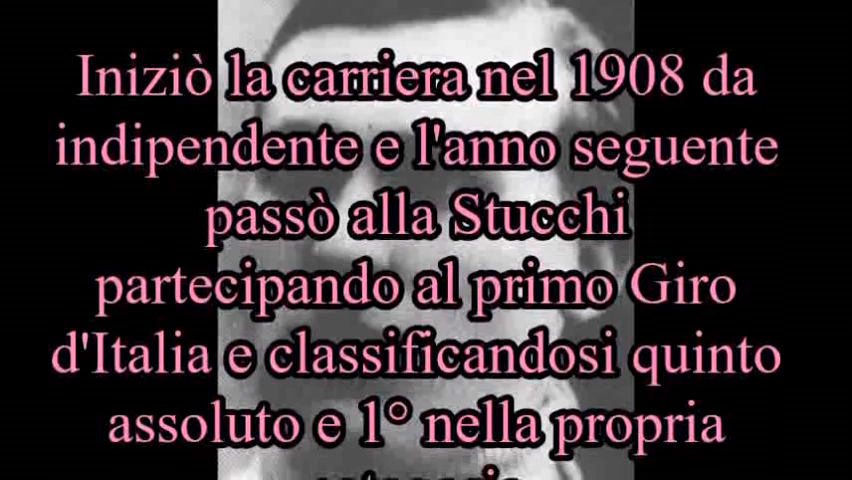 Iniziò la carriera nel 1908 da
indipendente e l'anno seguente
passò alla Stucchi
partecipando al primo Giro
d'Italia e classificandosi quinto
assoluto e 1° nella propria